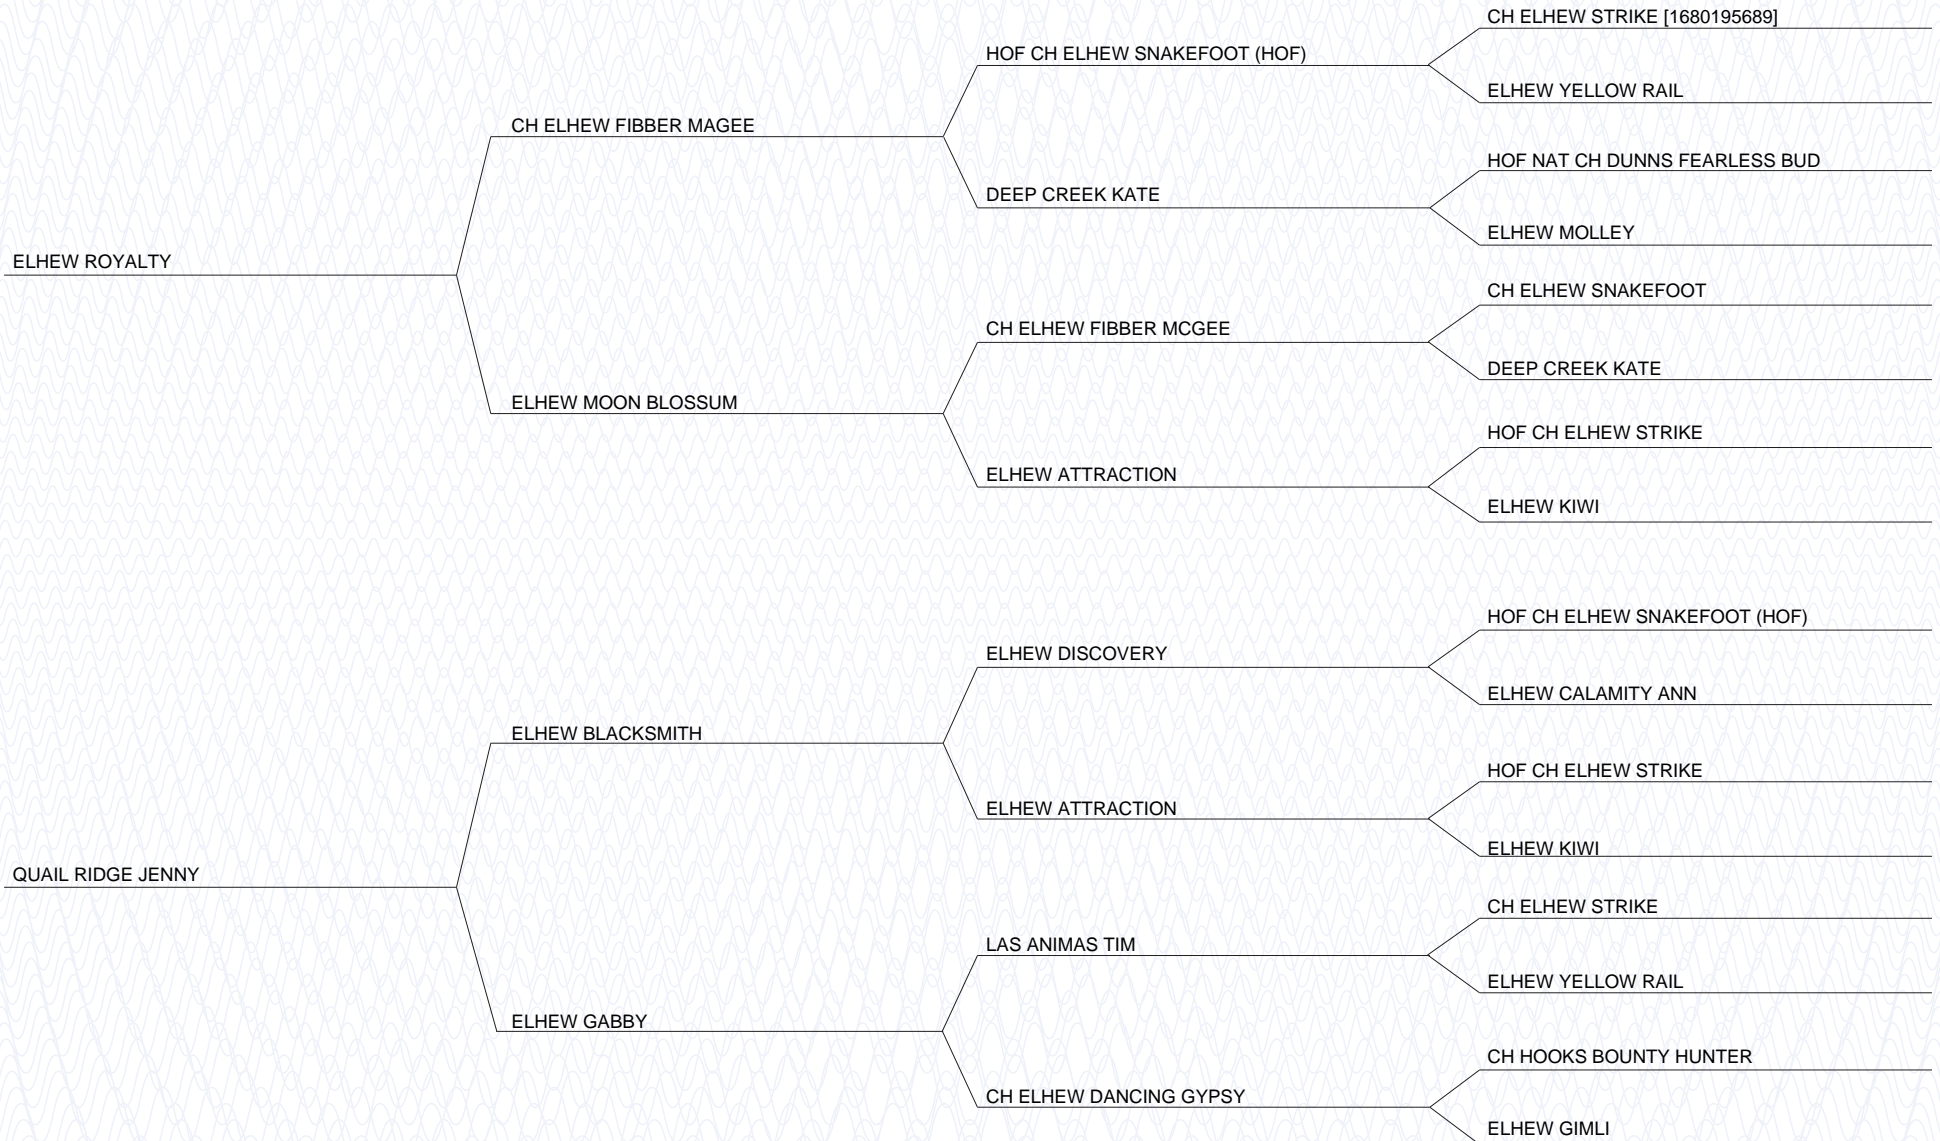 CH ELHEW STRIKE [1680195689]
HOF CH ELHEW SNAKEFOOT (HOF)
ELHEW YELLOW RAIL
CH ELHEW FIBBER MAGEE
HOF NAT CH DUNNS FEARLESS BUD
DEEP CREEK KATE
ELHEW MOLLEY
ELHEW ROYALTY
CH ELHEW SNAKEFOOT
CH ELHEW FIBBER MCGEE
DEEP CREEK KATE
ELHEW MOON BLOSSUM
HOF CH ELHEW STRIKE
ELHEW ATTRACTION
ELHEW KIWI
HOF CH ELHEW SNAKEFOOT (HOF)
ELHEW DISCOVERY
ELHEW CALAMITY ANN
ELHEW BLACKSMITH
HOF CH ELHEW STRIKE
ELHEW ATTRACTION
ELHEW KIWI
QUAIL RIDGE JENNY
CH ELHEW STRIKE
LAS ANIMAS TIM
ELHEW YELLOW RAIL
ELHEW GABBY
CH HOOKS BOUNTY HUNTER
CH ELHEW DANCING GYPSY
ELHEW GIMLI